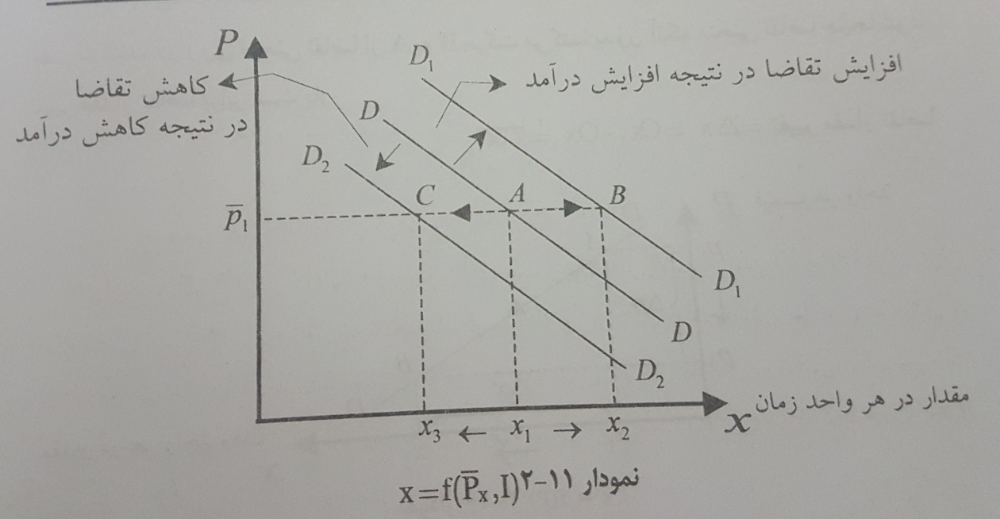 P
D₁
افزایش تقاضا در نتیجه افزایش درآمد
کاهش تقاضا
در نتیجه کاهش درآمد
D
D₂
C
A
B
p̅₁
D₁
D
D₂
مقدار در هر واحد زمان
x
x₃ ← x₁ → x₂
نمودار ۱۱-۲ x=f(P̅ₓ,I)